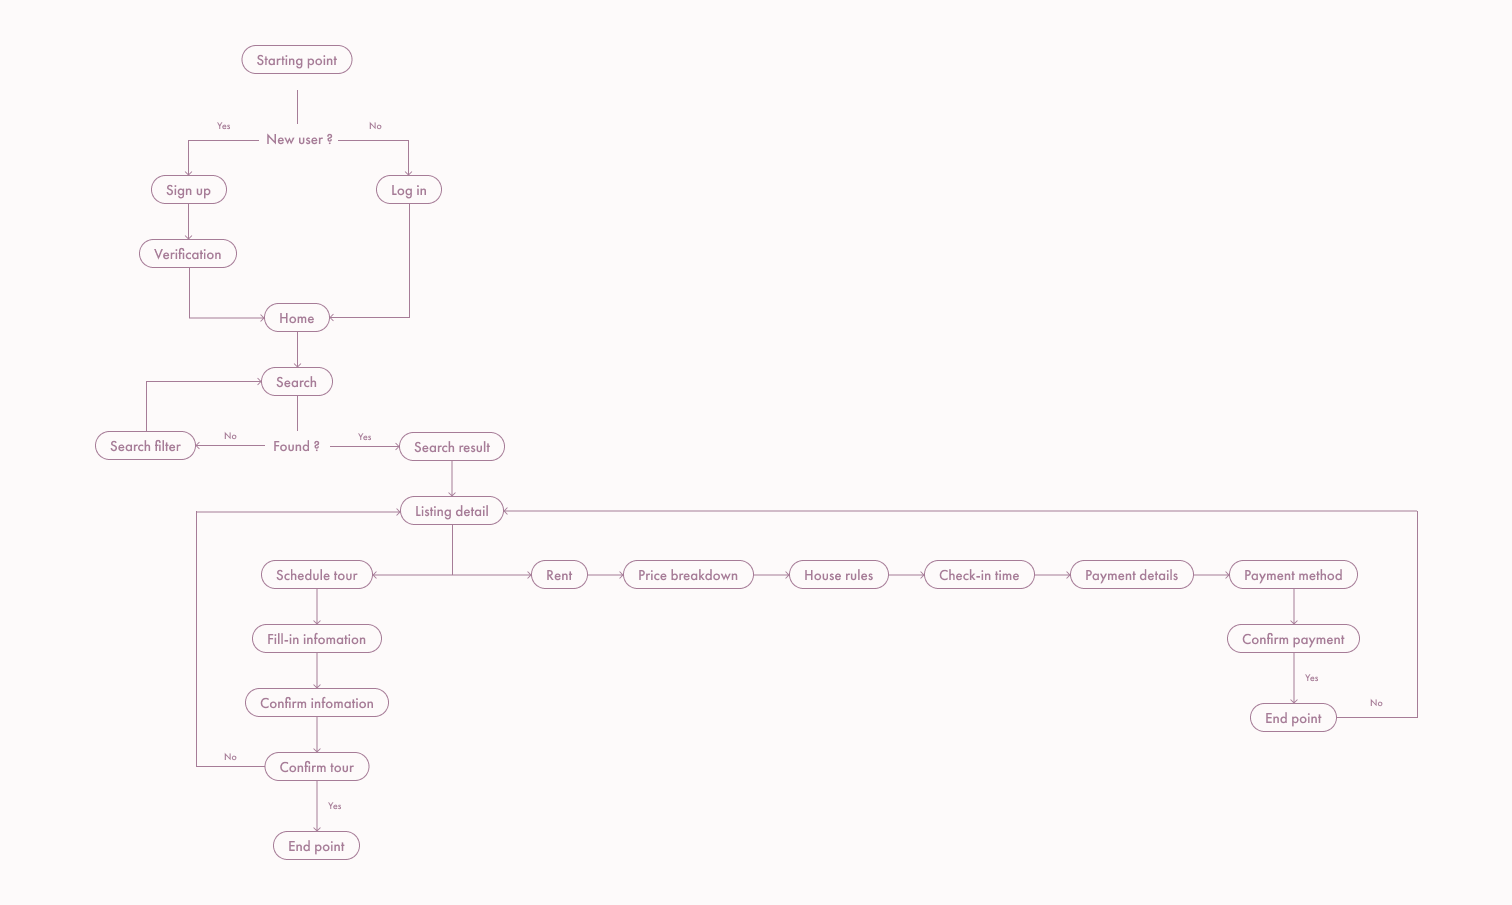 Starting point
Yes
No
New user ?
Sign up
Log in
Verification
Home
Search
No
Yes
Search filter
Found ?
Search result
Listing detail
Schedule tour
Rent
Price breakdown
House rules
Check-in time
Payment details
Payment method
Fill-in infomation
Confirm payment
Yes
Confirm infomation
No
End point
No
Confirm tour
Yes
End point